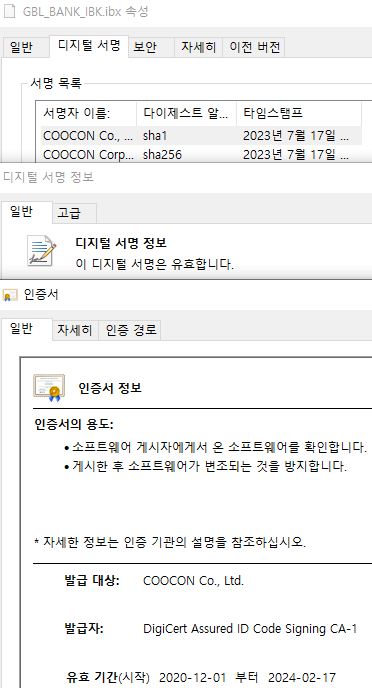 GBL_BANK_IBK.ibx 속성
일반 디지털 서명 보안 자세히 이전 버전
서명 목록
서명자 이름: 다이제스트 알... 타임스탬프
COOCON Co., ... sha1 2023년 7월 17일 ...
COOCON Corp... sha256 2023년 7월 17일 ...
디지털 서명 정보
일반 고급
디지털 서명 정보
이 디지털 서명은 유효합니다.
인증서
일반 자세히 인증 경로
인증서 정보
인증서의 용도:
• 소프트웨어 게시자에게서 온 소프트웨어를 확인합니다.
• 게시한 후 소프트웨어가 변조되는 것을 방지합니다.
* 자세한 정보는 인증 기관의 설명을 참조하십시오.
발급 대상: COOCON Co., Ltd.
발급자: DigiCert Assured ID Code Signing CA-1
유효 기간(시작) 2020-12-01 부터 2024-02-17